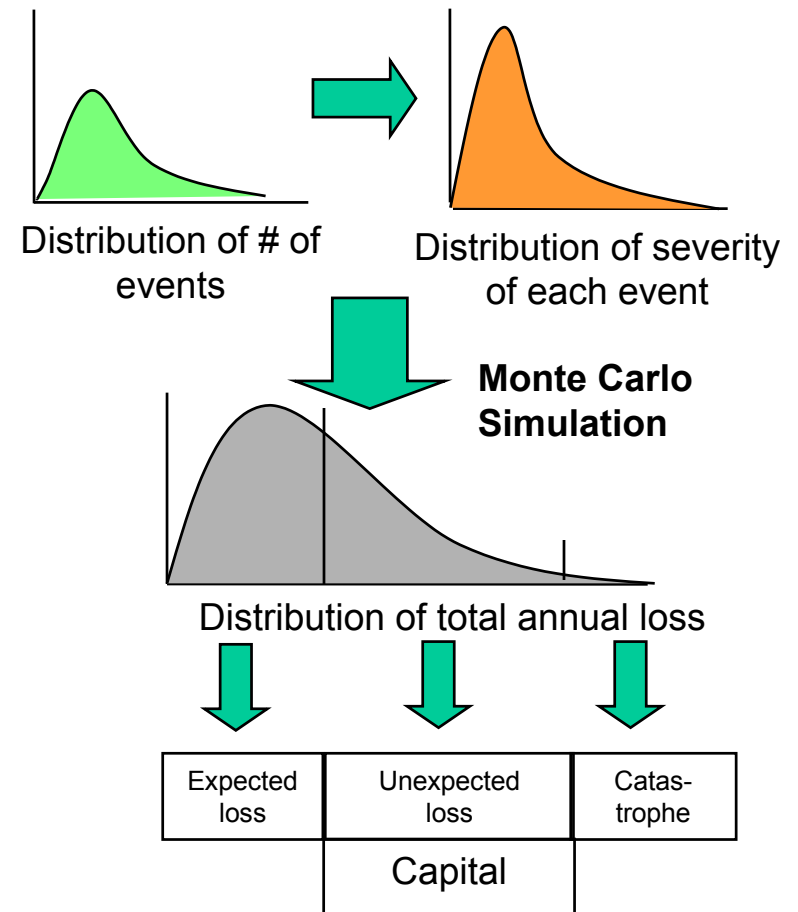 Distribution of # of
events
Distribution of severity
of each event
Monte Carlo
Simulation
Distribution of total annual loss
Expected
loss
Unexpected
loss
Catas-
trophe
Capital